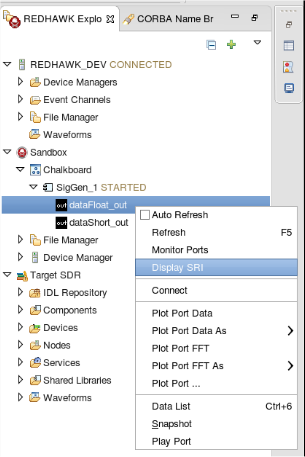 REDHAWK Explo
CORBA Name Br
REDHAWK_DEV CONNECTED
Device Managers
Event Channels
File Manager
Waveforms
Sandbox
Chalkboard
SigGen_1 STARTED
out dataFloat_out
out dataShort_out
File Manager
Device Manager
Target SDR
IDL Repository
Components
Devices
Nodes
Services
Shared Libraries
Waveforms
Auto Refresh
Refresh F5
Monitor Ports
Display SRI
Connect
Plot Port Data
Plot Port Data As
Plot Port FFT
Plot Port FFT As
Plot Port ...
Data List Ctrl+6
Snapshot
Play Port